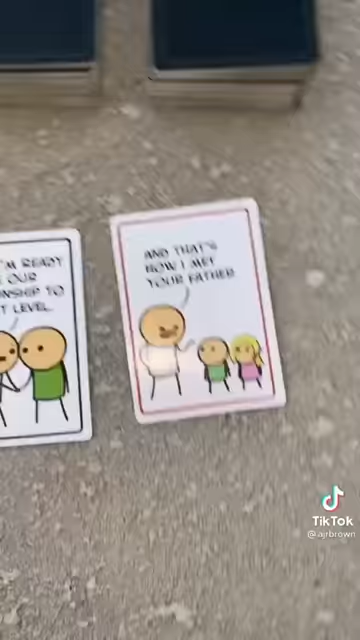 I'M READY
OUR
ONSHIP TO
T LEVEL.
AND THAT'S
HOW I MET
YOUR FATHER
TikTok
@ajrbrown